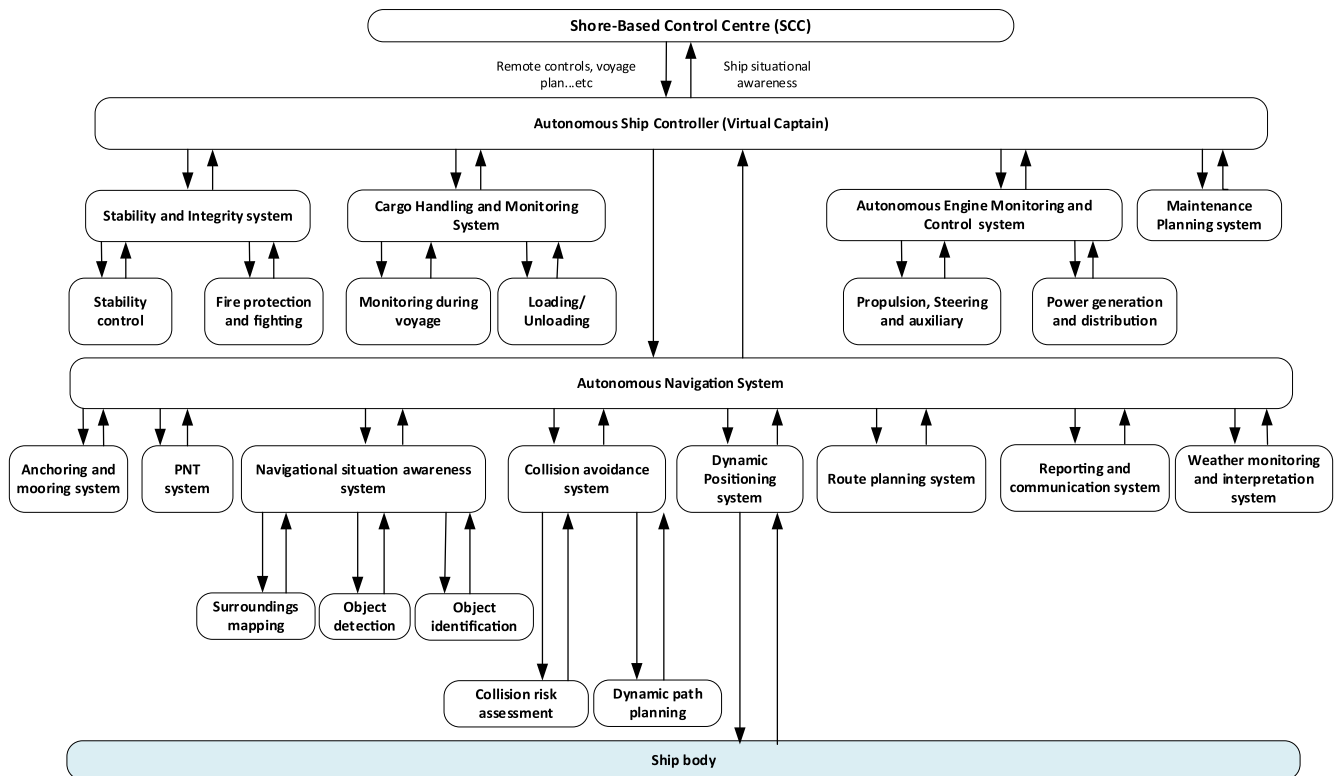 Shore-Based Control Centre (SCC)
Remote controls, voyage
plan...etc
Ship situational
awareness
Autonomous Ship Controller (Virtual Captain)
Stability and Integrity system
Cargo Handling and Monitoring
System
Autonomous Engine Monitoring and
Control system
Maintenance
Planning system
Stability
control
Fire protection
and fighting
Monitoring during
voyage
Loading/
Unloading
Propulsion, Steering
and auxiliary
Power generation
and distribution
Autonomous Navigation System
Anchoring and
mooring system
PNT
system
Navigational situation awareness
system
Collision avoidance
system
Dynamic
Positioning
system
Route planning system
Reporting and
communication system
Weather monitoring
and interpretation
system
Surroundings
mapping
Object
detection
Object
identification
Collision risk
assessment
Dynamic path
planning
Ship body